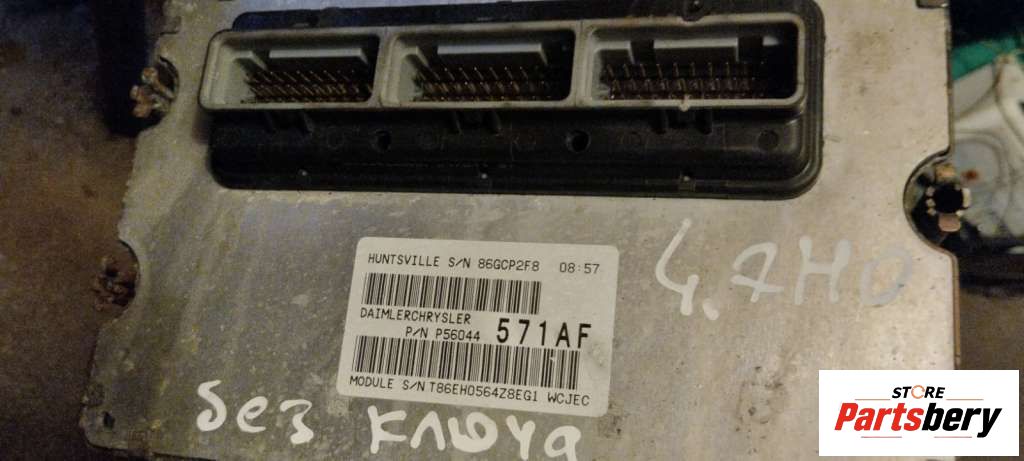 HUNTSVILLE S/N 86GCP2F8 08:57
DAIMLERCHRYSLER
P/N P56044 571AF
MODULE S/N T86EH0564Z8EG1 WCJEC
4.7HO
без ключа
STORE
Partsbery